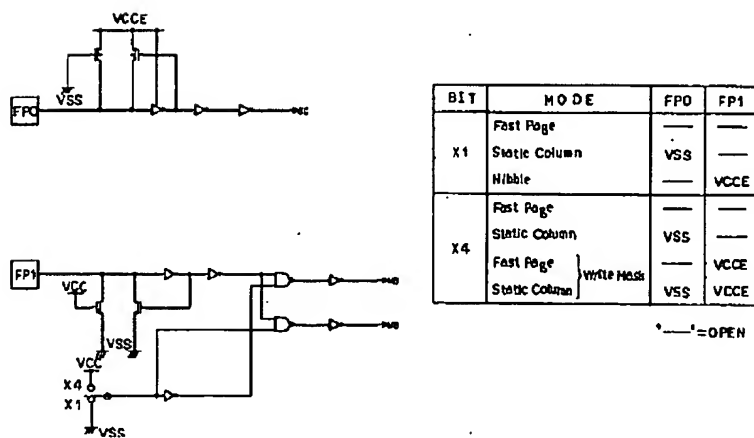 VCCE
VSS
FP0
FP1
VCC
VSS
VCC
X4
X1
VSS
BIT MODE FP0 FP1
X1
Fast Page — —
Static Column VSS —
Nibble — VCCE
X4
Fast Page — —
Static Column VSS —
Fast Page } Write Mask — VCCE
Static Column VSS VCCE
"—"=OPEN